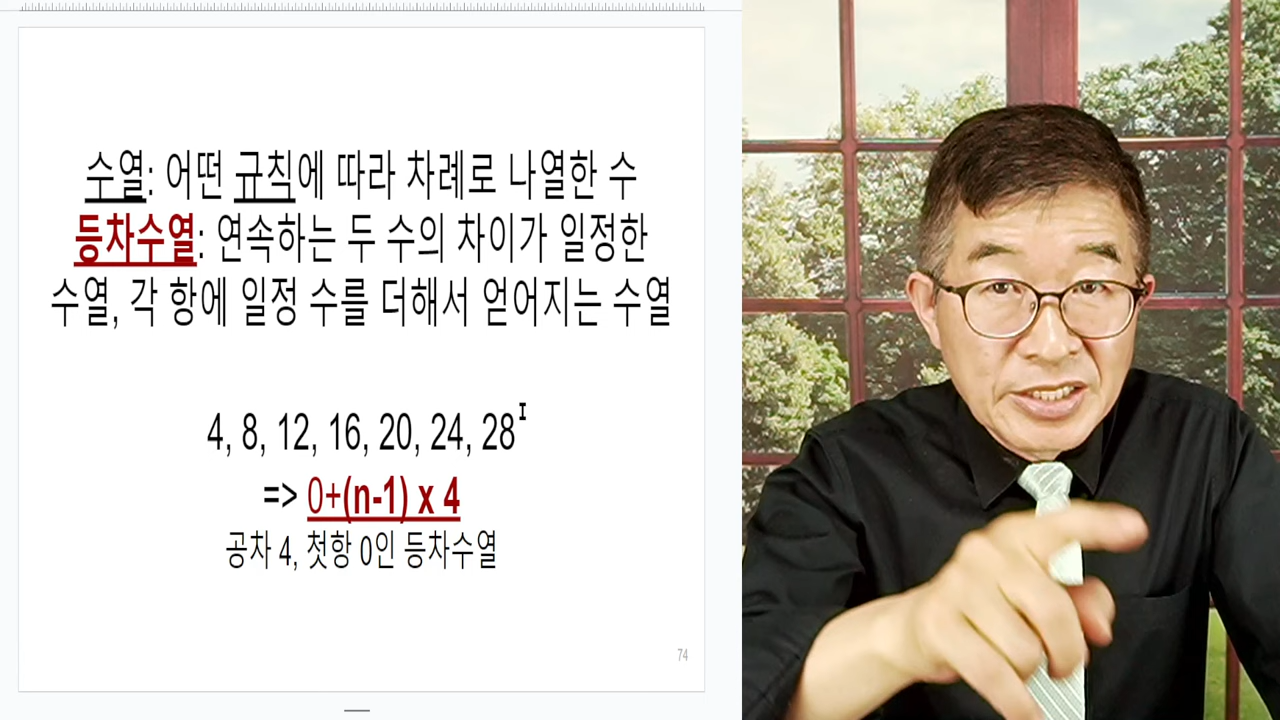 수열: 어떤 규칙에 따라 차례로 나열한 수
등차수열: 연속하는 두 수의 차이가 일정한
수열, 각 항에 일정 수를 더해서 얻어지는 수열
4, 8, 12, 16, 20, 24, 28
=> 0+(n-1) x 4
공차 4, 첫항 0인 등차수열
74